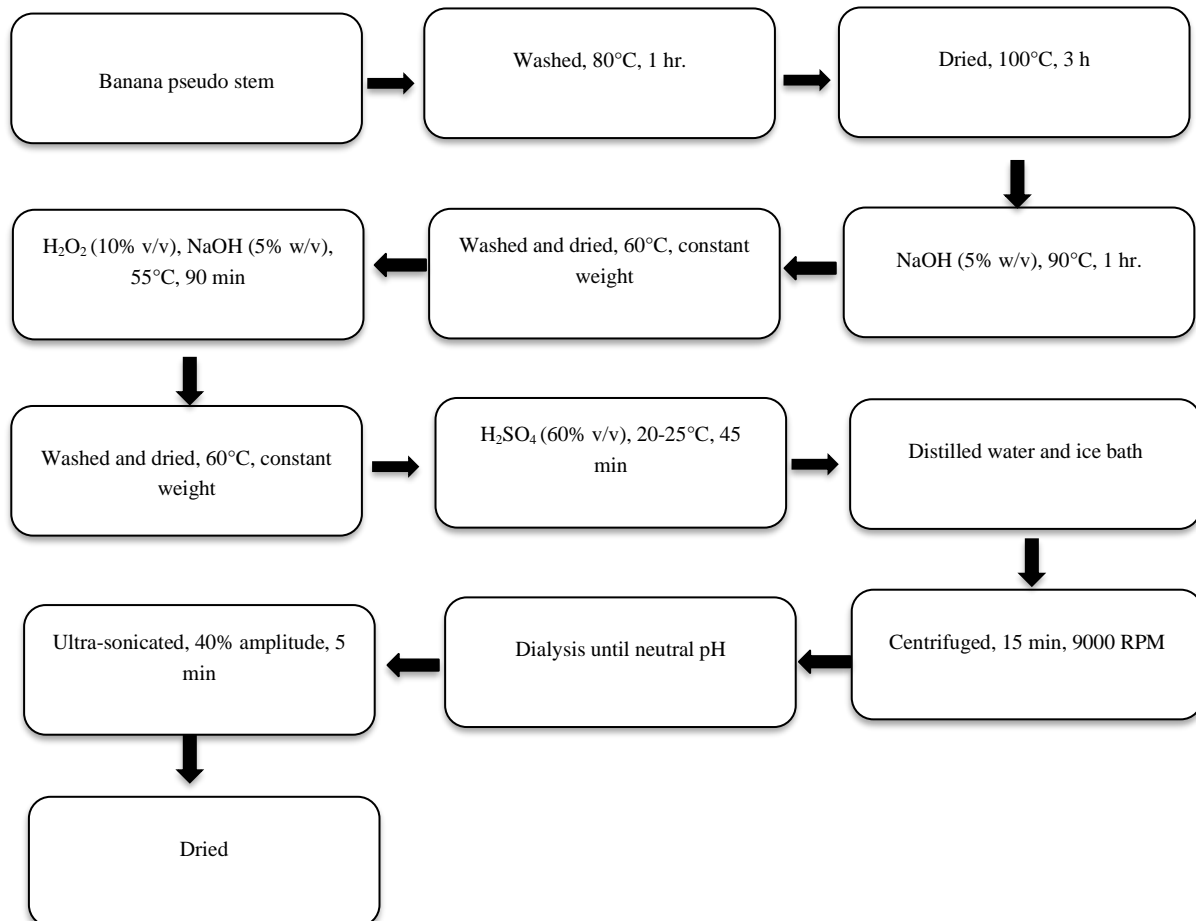 Banana pseudo stem
Washed, 80°C, 1 hr.
Dried, 100°C, 3 h
NaOH (5% w/v), 90°C, 1 hr.
Washed and dried, 60°C, constant
weight
H₂O₂ (10% v/v), NaOH (5% w/v),
55°C, 90 min
Washed and dried, 60°C, constant
weight
H₂SO₄ (60% v/v), 20-25°C, 45
min
Distilled water and ice bath
Centrifuged, 15 min, 9000 RPM
Dialysis until neutral pH
Ultra-sonicated, 40% amplitude, 5
min
Dried